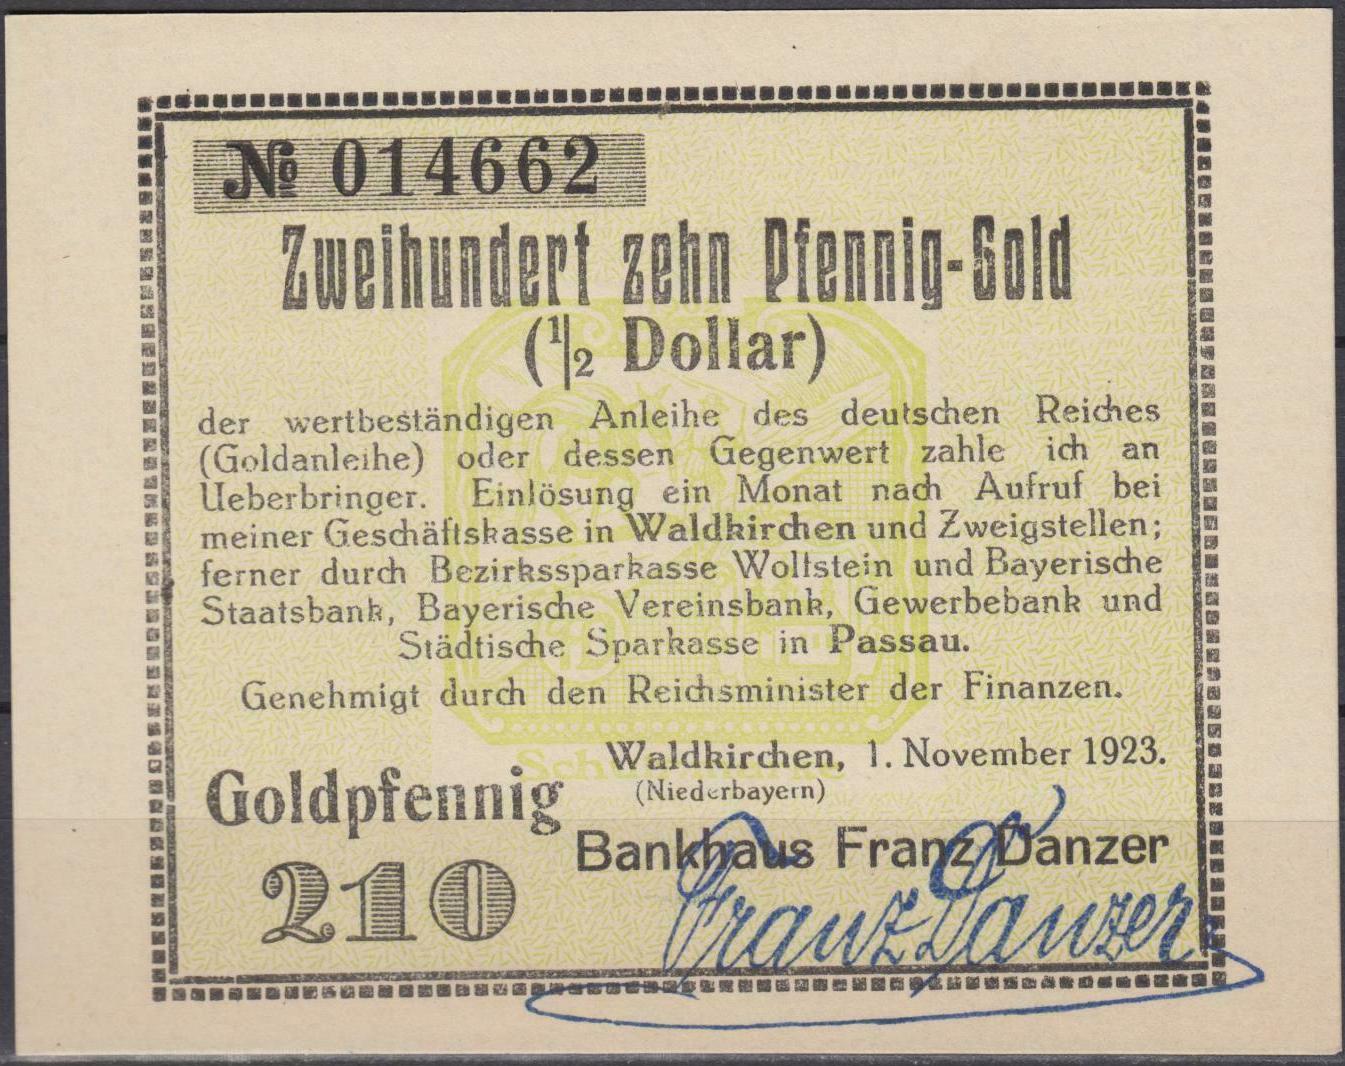 № 014662
Zweihundert zehn Pfennig-Gold
(1/2 Dollar)
der wertbeständigen Anleihe des deutschen Reiches
(Goldanleihe) oder dessen Gegenwert zahle ich an
Ueberbringer. Einlösung ein Monat nach Aufruf bei
meiner Geschäftskasse in Waldkirchen und Zweigstellen;
ferner durch Bezirkssparkasse Wolfstein und Bayerische
Staatsbank, Bayerische Vereinsbank, Gewerbebank und
Städtische Sparkasse in Passau.
Genehmigt durch den Reichsminister der Finanzen.
Waldkirchen, 1. November 1923.
(Niederbayern)
Goldpfennig
210
Bankhaus Franz Danzer
Franz Danzer